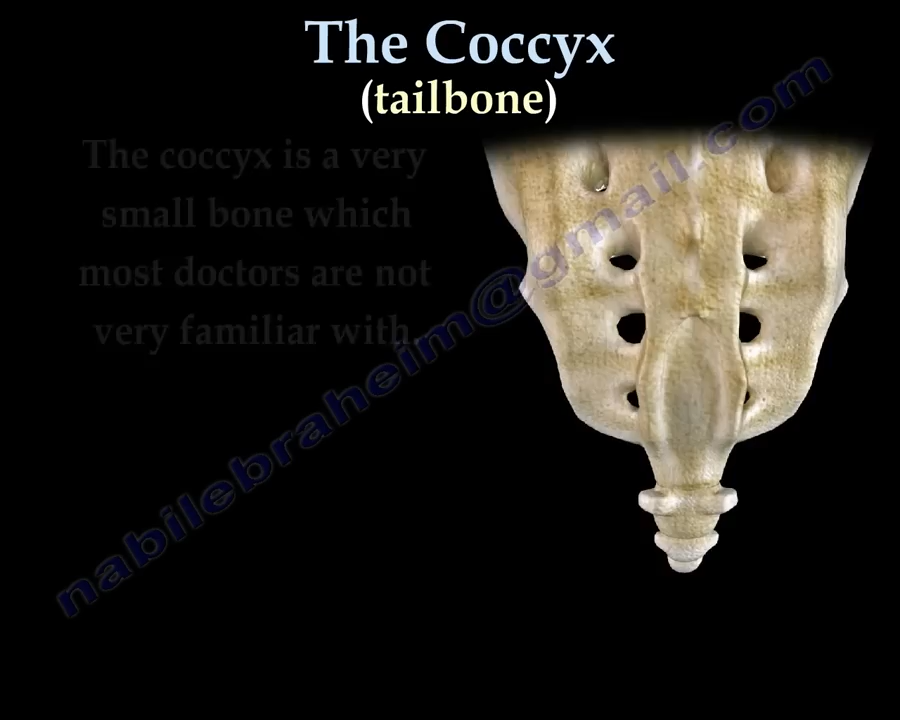 The Coccyx
(tailbone)
The coccyx is a very
small bone which
most doctors are not
very familiar with.
nabilebraheim@gmail.com